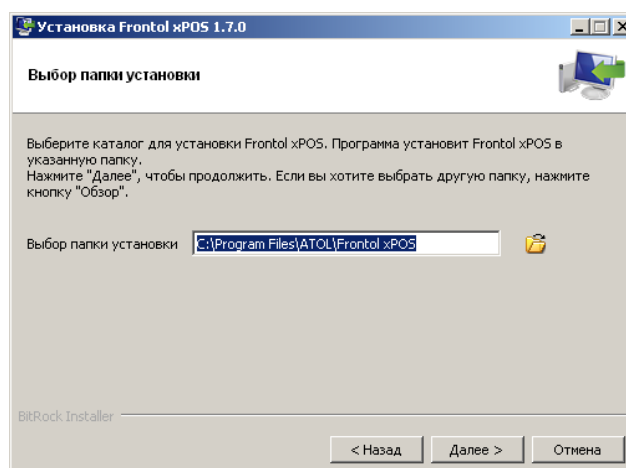 Установка Frontol xPOS 1.7.0
Выбор папки установки
Выберите каталог для установки Frontol xPOS. Программа установит Frontol xPOS в
указанную папку.
Нажмите "Далее", чтобы продолжить. Если вы хотите выбрать другую папку, нажмите
кнопку "Обзор".
Выбор папки установки C:\Program Files\ATOL\Frontol xPOS
BitRock Installer
< Назад Далее > Отмена